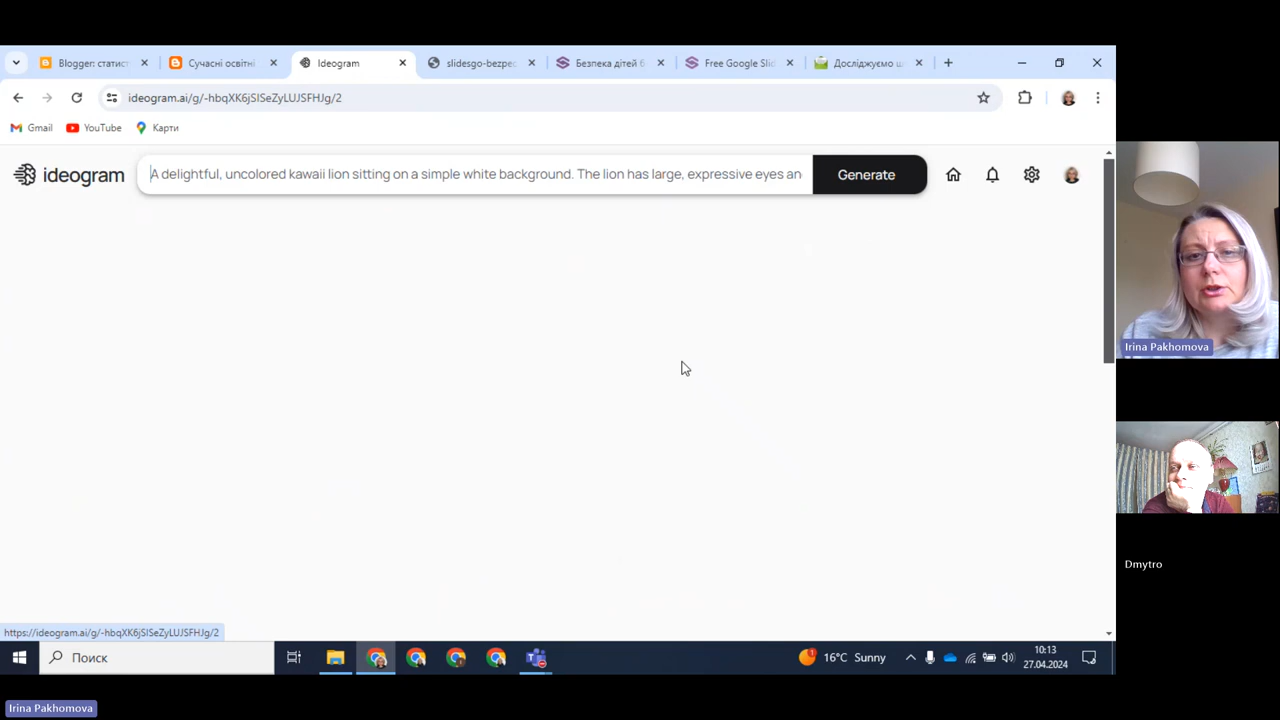 Blogger: статист
Сучасні освітні
Ideogram
slidesgo-bezpec
Безпека дітей б
Free Google Slid
Досліджуємо ш
ideogram.ai/g/-hbqXK6jSISeZyLUJSFHJg/2
Gmail
YouTube
Карти
ideogram
A delightful, uncolored kawaii lion sitting on a simple white background. The lion has large, expressive eyes an
Generate
Irina Pakhomova
Dmytro
https://ideogram.ai/g/-hbqXK6jSISeZyLUJSFHJg/2
Поиск
16°C Sunny
10:13
27.04.2024
Irina Pakhomova